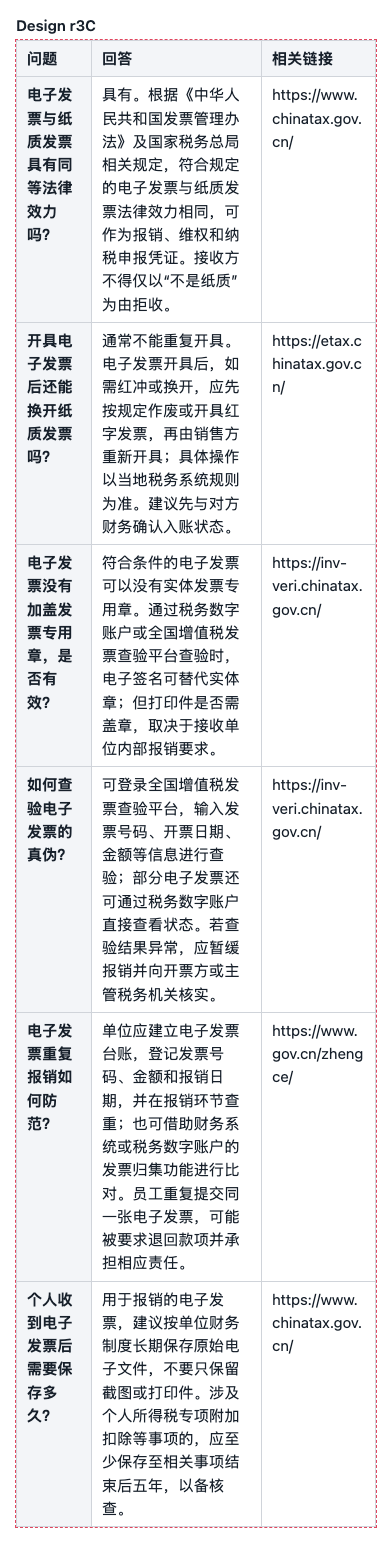 Design r3C
问题
回答
相关链接
电子发
票与纸
质发票
具有同
等法律
效力
吗？
具有。根据《中华人
民共和国发票管理办
法》及国家税务总局
相关规定，符合规定
的电子发票与纸质发
票法律效力相同，可
作为报销、维权和纳
税申报凭证。接收方
不得仅以“不是纸质”
为由拒收。
https://www.
chinatax.gov.
cn/
开具电
子发票
后还能
换开纸
质发票
吗？
通常不能重复开具。
电子发票开具后，如
需红冲或换开，应先
按规定作废或开具红
字发票，再由销售方
重新开具；具体操作
以当地税务系统规则
为准。建议先与对方
财务确认入账状态。
https://etax.c
hinatax.gov.c
n/
电子发
票没有
加盖发
票专用
章，是
否有
效？
符合条件的电子发票
可以没有实体发票专
用章。通过税务数字
账户或全国增值税发
票查验平台查验时，
电子签名可替代实体
章；但打印件是否需
盖章，取决于接收单
位内部报销要求。
https://inv-
veri.chinatax.
gov.cn/
如何查
验电子
发票的
真伪？
可登录全国增值税发
票查验平台，输入发
票号码、开票日期、
金额等信息进行查
验；部分电子发票还
可通过税务数字账户
直接查看状态。若查
验结果异常，应暂缓
报销并向开票方或主
管税务机关核实。
https://inv-
veri.chinatax.
gov.cn/
电子发
票重复
报销如
何防
范？
单位应建立电子发票
台账，登记发票号
码、金额和报销日
期，并在报销环节查
重；也可借助财务系
统或税务数字账户的
发票归集功能进行比
对。员工重复提交同
一张电子发票，可能
被要求退回款项并承
担相应责任。
https://www.
gov.cn/zheng
ce/
个人收
到电子
发票后
需要保
存多
久？
用于报销的电子发
票，建议按单位财务
制度长期保存原始电
子文件，不要只保留
截图或打印件。涉及
个人所得税专项附加
扣除等事项的，应至
少保存至相关事项结
束后五年，以备核
查。
https://www.
chinatax.gov.
cn/